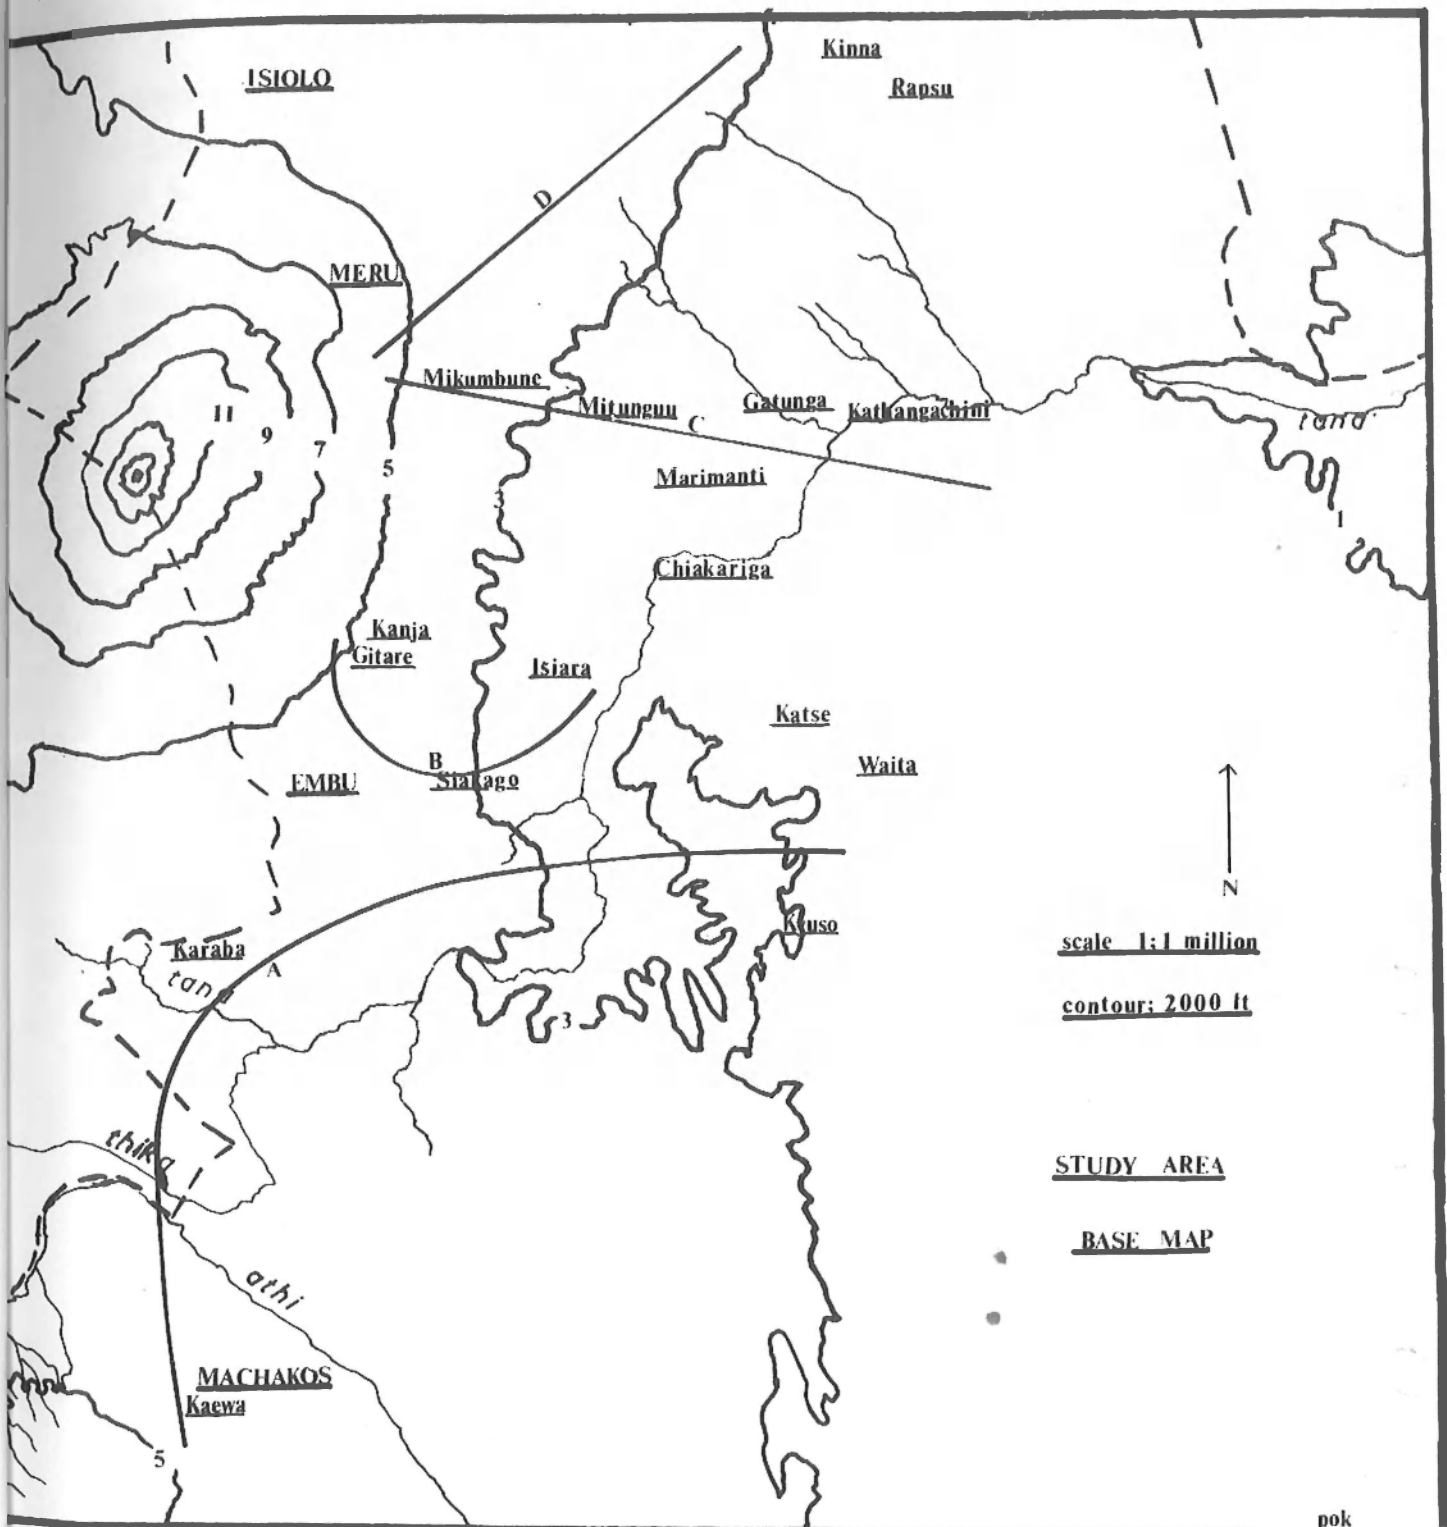 Kinna
ISIOLO
Rapsu
D
MERU
Mikumbune
Mitunguu
Gatunga
Kathangachini
C
tana
11
9
7
5
3
Marimanti
1
Chiakariga
Kanja
Gitare
Isiara
Katse
B
Siakago
Waita
EMBU
N
Kyuso
Karaba
A
tana
scale 1:1 million
contour; 2000 ft
3
thika
STUDY AREA
BASE MAP
athi
MACHAKOS
Kaewa
5
pok